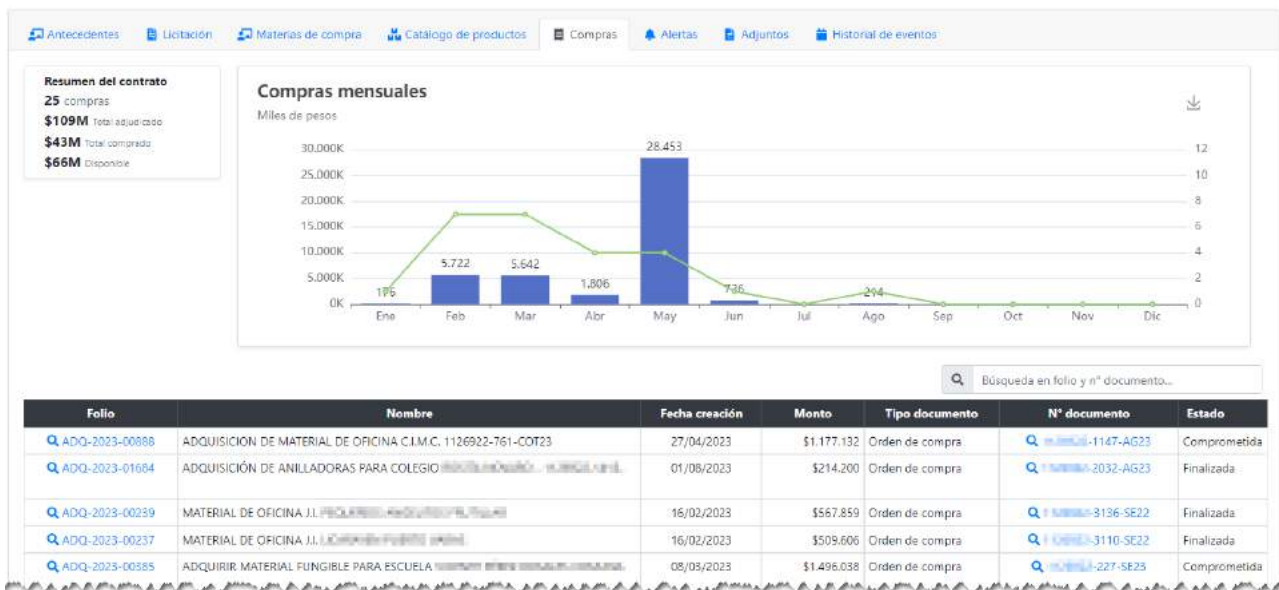 Antecedentes Licitación Materias de compra Catálogo de productos Compras Alertas Adjuntos Historial de eventos
Resumen del contrato
25 compras
$109M Total adjudicado
$43M Total comprado
$66M Disponible
Compras mensuales
Miles de pesos
30.000K 28.453 12
25.000K 10
20.000K 8
15.000K 6
10.000K 4
5.722 5.642
5.000K 2
1.806
736
0K 0
Ene Feb Mar Abr May Jun Jul Ago Sep Oct Nov Dic
Búsqueda en folio y n° documento...
Folio Nombre Fecha creación Monto Tipo documento N° documento Estado
ADQ-2023-00888 ADQUISICION DE MATERIAL DE OFICINA C.I.M.C. 1126922-761-COT23 27/04/2023 $1.177.132 Orden de compra -1147-AG23 Comprometida
ADQ-2023-01684 ADQUISICIÓN DE ANILLADORAS PARA COLEGIO 01/08/2023 $214.200 Orden de compra 2032-AG23 Finalizada
ADQ-2023-00239 MATERIAL DE OFICINA J.I. 16/02/2023 $567.859 Orden de compra -3136-SE22 Finalizada
ADQ-2023-00237 MATERIAL DE OFICINA J.I. 16/02/2023 $509.606 Orden de compra -3110-SE22 Finalizada
ADQ-2023-00585 ADQUIRIR MATERIAL FUNGIBLE PARA ESCUELA 08/03/2023 $1.496.038 Orden de compra -227-SE23 Comprometida